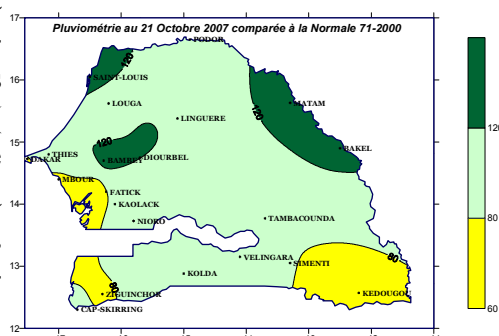 Pluviométrie au 21 Octobre 2007 comparée à la Normale 71-2000
17
PODOR
120
SAINT-LOUIS
16
LOUGA
MATAM
120
LINGUERE
120
15
THIES
DAKAR
BAMBEY
DIOURBEL
BAKEL
MBOUR
FATICK
14
KAOLACK
NIORO
TAMBACOUNDA
VELINGARA
SIMENTI
80
13
KOLDA
80
ZIGUINCHOR
KEDOUGOU
CAP-SKIRRING
12
120
80
60